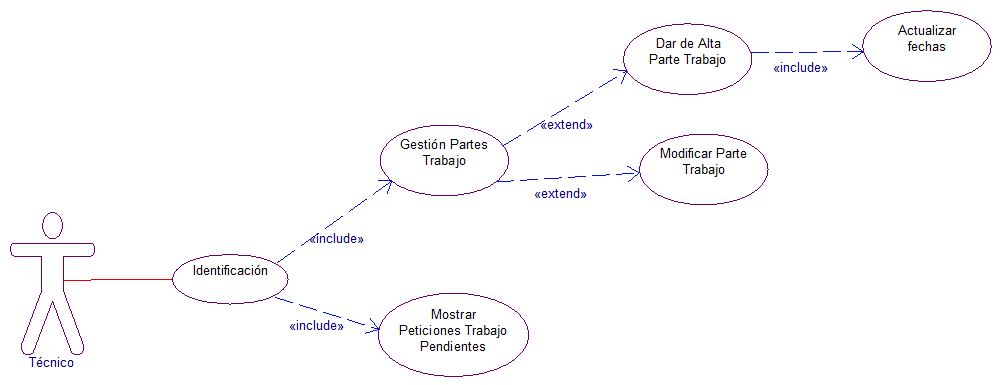 Actualizar
fechas
Dar de Alta
Parte Trabajo
«include»
«extend»
Gestión Partes
Trabajo
Modificar Parte
Trabajo
«extend»
«include»
Identificación
Mostrar
Peticiones Trabajo
Pendientes
«include»
Técnico